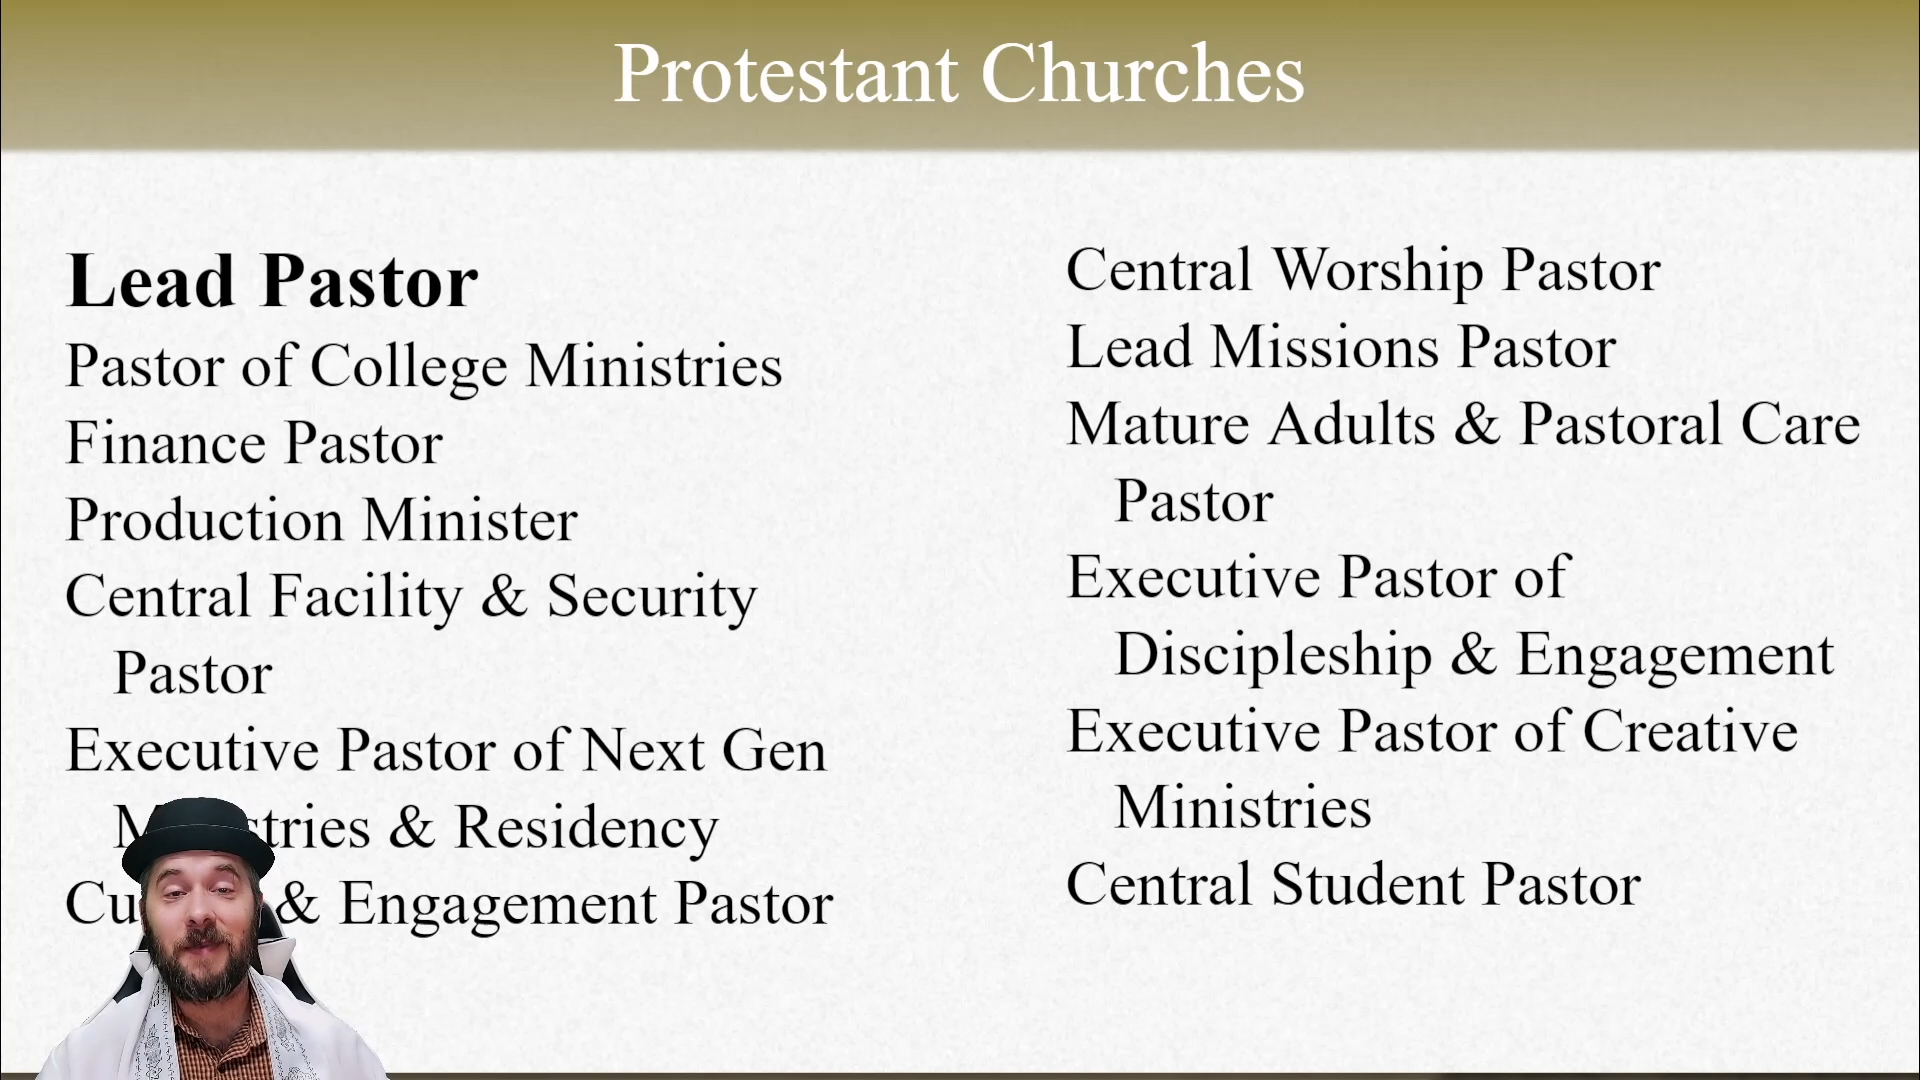 Protestant Churches
Lead Pastor
Pastor of College Ministries
Finance Pastor
Production Minister
Central Facility & Security
Pastor
Executive Pastor of Next Gen
& Residency
& Engagement Pastor
Central Worship Pastor
Lead Missions Pastor
Mature Adults & Pastoral Care
Pastor
Executive Pastor of
Discipleship & Engagement
Executive Pastor of Creative
Ministries
Central Student Pastor